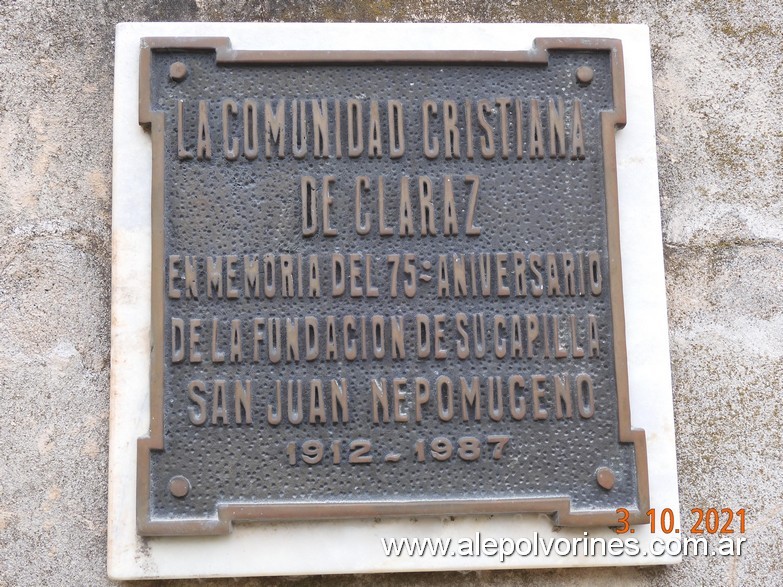 LA COMUNIDAD CRISTIANA
DE CLARAZ
EN MEMORIA DEL 75~ ANIVERSARIO
DE LA FUNDACION DE SU CAPILLA
SAN JUAN NEPOMUCENO
1912 - 1987
3.10.2021
www.alepolvorines.com.ar